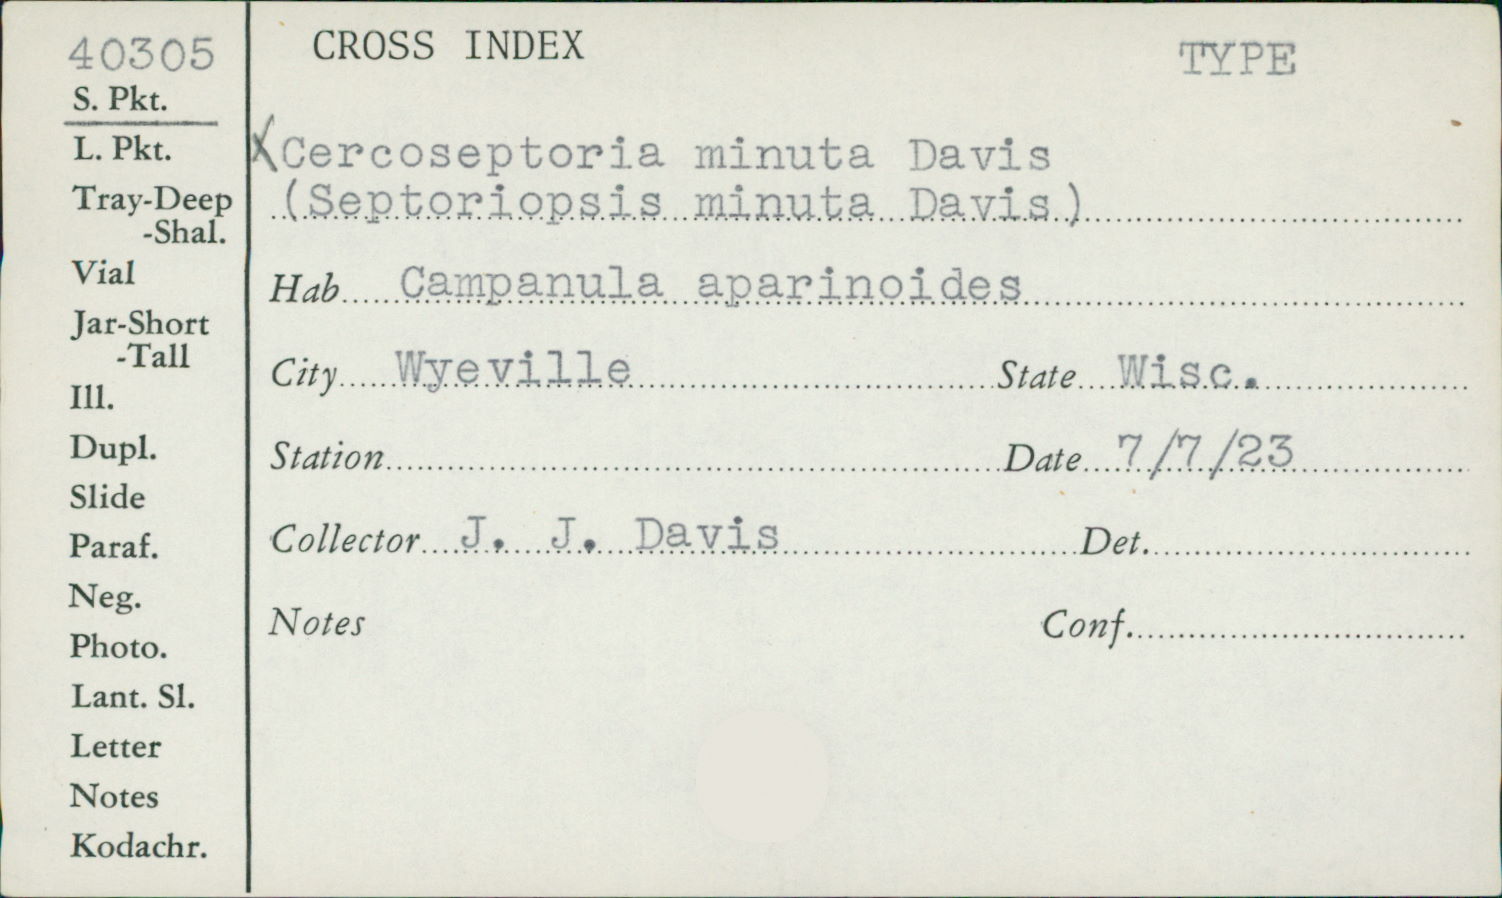 40305
S. Pkt.
L. Pkt.
Tray-Deep
-Shal.
Vial
Jar-Short
-Tall
Ill.
Dupl.
Slide
Paraf.
Neg.
Photo.
Lant. Sl.
Letter
Notes
Kodachr.
CROSS INDEX TYPE
X Cercoseptoria minuta Davis
(Septoriopsis minuta Davis)
Hab Campanula aparinoides
City Wyeville State Wisc.
Station Date 7/7/23
Collector J. J. Davis Det.
Notes Conf.